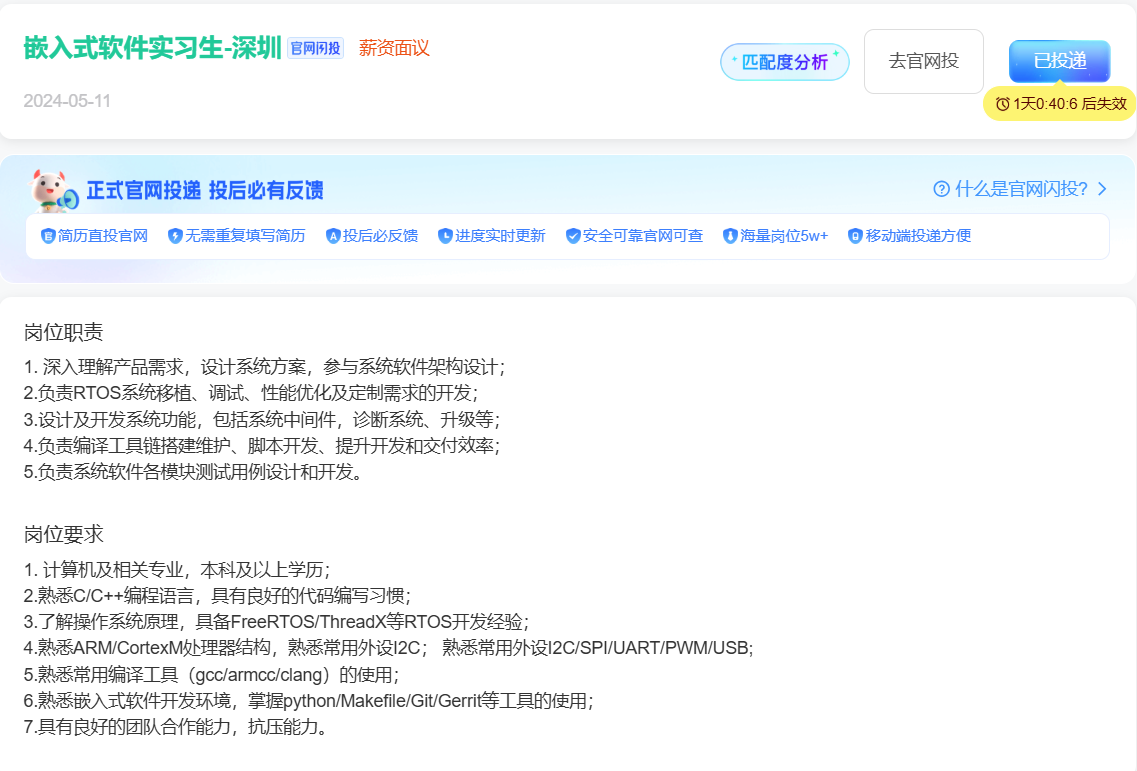 嵌入式软件实习生-深圳 官网闪投 薪资面议
匹配度分析 去官网投 已投递
2024-05-11
1天0:40:6 后失效
正式官网投递 投后必有反馈
什么是官网闪投?
简历直投官网 无需重复填写简历 投后必反馈 进度实时更新 安全可靠官网可查 海量岗位5w+ 移动端投递方便
岗位职责
1. 深入理解产品需求，设计系统方案，参与系统软件架构设计；
2.负责RTOS系统移植、调试、性能优化及定制需求的开发；
3.设计及开发系统功能，包括系统中间件，诊断系统、升级等；
4.负责编译工具链搭建维护、脚本开发、提升开发和交付效率；
5.负责系统软件各模块测试用例设计和开发。
岗位要求
1. 计算机及相关专业，本科及以上学历；
2.熟悉C/C++编程语言，具有良好的代码编写习惯；
3.了解操作系统原理，具备FreeRTOS/ThreadX等RTOS开发经验；
4.熟悉ARM/CortexM处理器结构，熟悉常用外设I2C； 熟悉常用外设I2C/SPI/UART/PWM/USB;
5.熟悉常用编译工具（gcc/armcc/clang）的使用；
6.熟悉嵌入式软件开发环境，掌握python/Makefile/Git/Gerrit等工具的使用；
7.具有良好的团队合作能力，抗压能力。